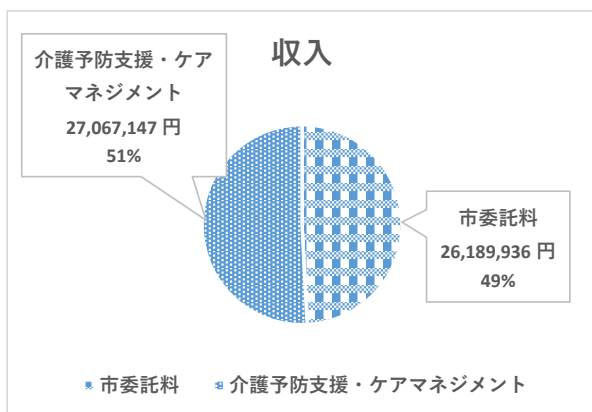 収入
介護予防支援・ケア
マネジメント
27,067,147 円
51%
市委託料
26,189,936 円
49%
市委託料 介護予防支援・ケアマネジメント